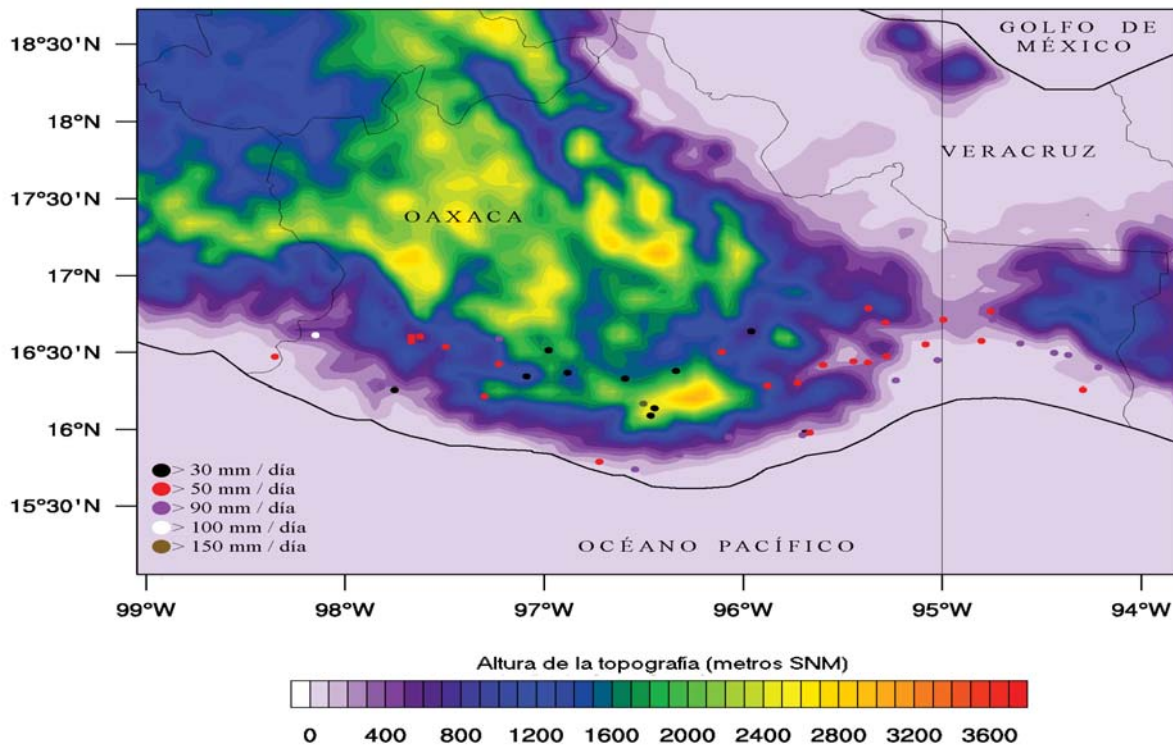 18°30'N
18°N
17°30'N
17°N
16°30'N
16°N
15°30'N
GOLFO DE
MÉXICO
VERACRUZ
OAXACA
> 30 mm / día
> 50 mm / día
> 90 mm / día
> 100 mm / día
> 150 mm / día
OCÉANO PACÍFICO
99°W 98°W 97°W 96°W 95°W 94°W
Altura de la topografía (metros SNM)
0 400 800 1200 1600 2000 2400 2800 3200 3600